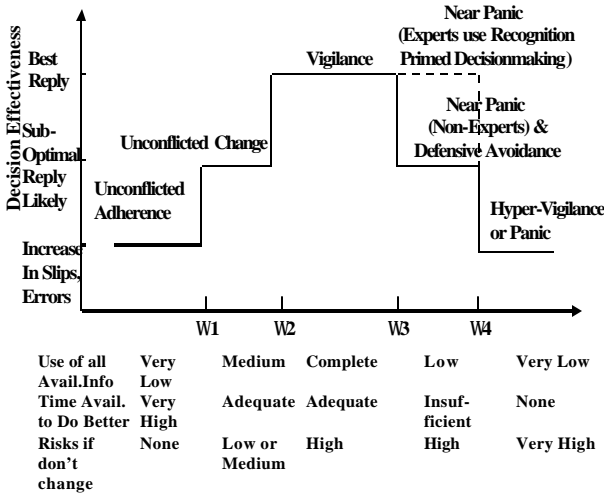 Near Panic
(Experts use Recognition
Primed Decisionmaking)
Decision Effectiveness
Best
Reply
Vigilance
Near Panic
(Non-Experts) &
Defensive Avoidance
Sub-
Optimal
Reply
Likely
Unconflicted Change
Unconflicted
Adherence
Hyper-Vigilance
or Panic
Increase
In Slips,
Errors
W1 W2 W3 W4
Use of all Very Medium Complete Low Very Low
Avail.Info Low
Time Avail. Very Adequate Adequate Insuf- None
to Do Better High ficient
Risks if None Low or High High Very High
don't Medium
change